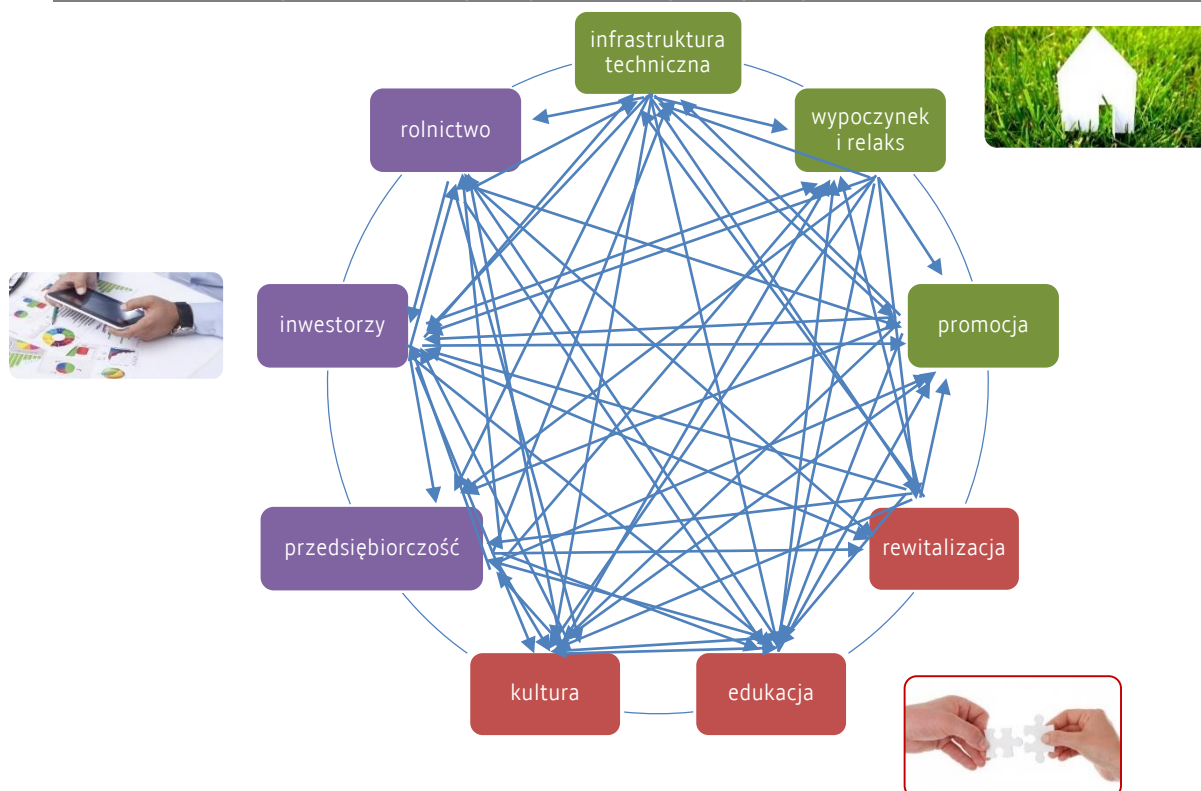 infrastruktura
techniczna
rolnictwo
wypoczynek
i relaks
inwestorzy
promocja
przedsiębiorczość
rewitalizacja
kultura
edukacja